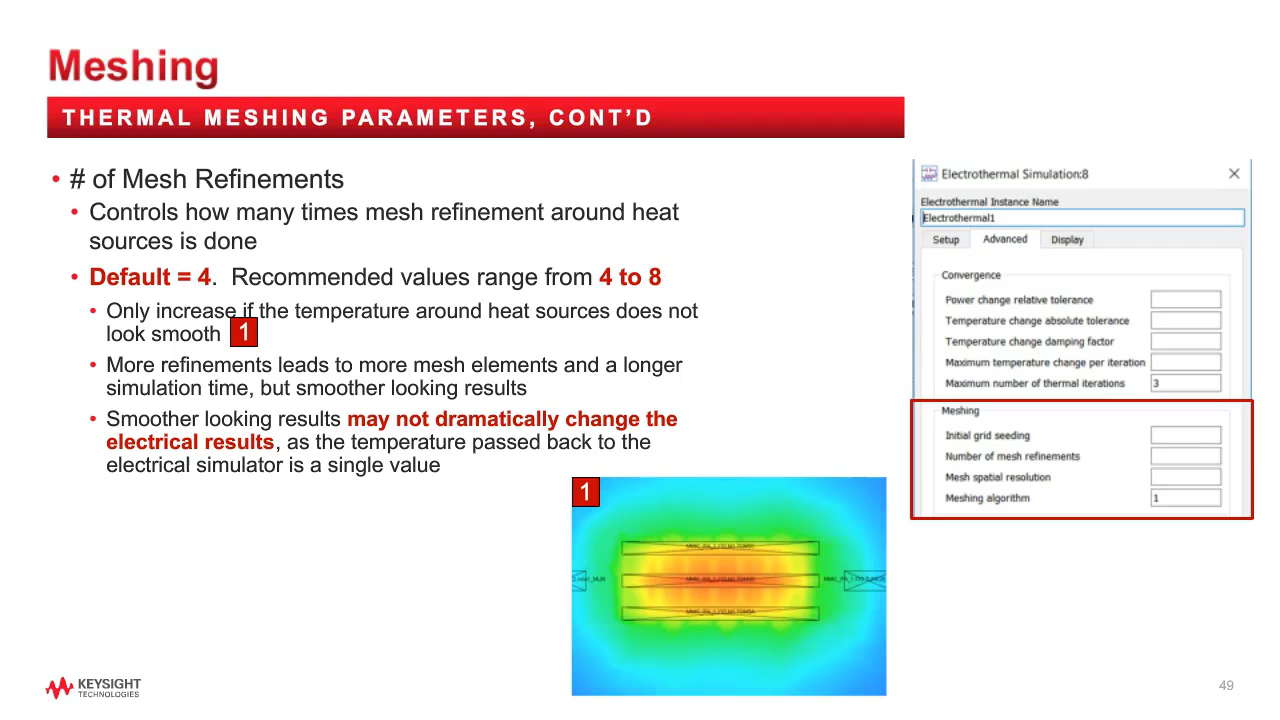 Meshing
THERMAL MESHING PARAMETERS, CONT'D
• # of Mesh Refinements
• Controls how many times mesh refinement around heat
sources is done
• Default = 4. Recommended values range from 4 to 8
• Only increase if the temperature around heat sources does not
look smooth 1
• More refinements leads to more mesh elements and a longer
simulation time, but smoother looking results
• Smoother looking results may not dramatically change the
electrical results, as the temperature passed back to the
electrical simulator is a single value
Electrothermal Simulation:8
Electrothermal Instance Name
Electrothermal1
Setup Advanced Display
Convergence
Power change relative tolerance
Temperature change absolute tolerance
Temperature change damping factor
Maximum temperature change per iteration
Maximum number of thermal iterations 3
Meshing
Initial grid seeding
Number of mesh refinements
Mesh spatial resolution
Meshing algorithm 1
1
KEYSIGHT
TECHNOLOGIES
49